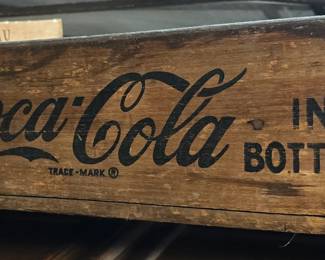 oca-Cola
TRADE-MARK ®
IN
BOTT